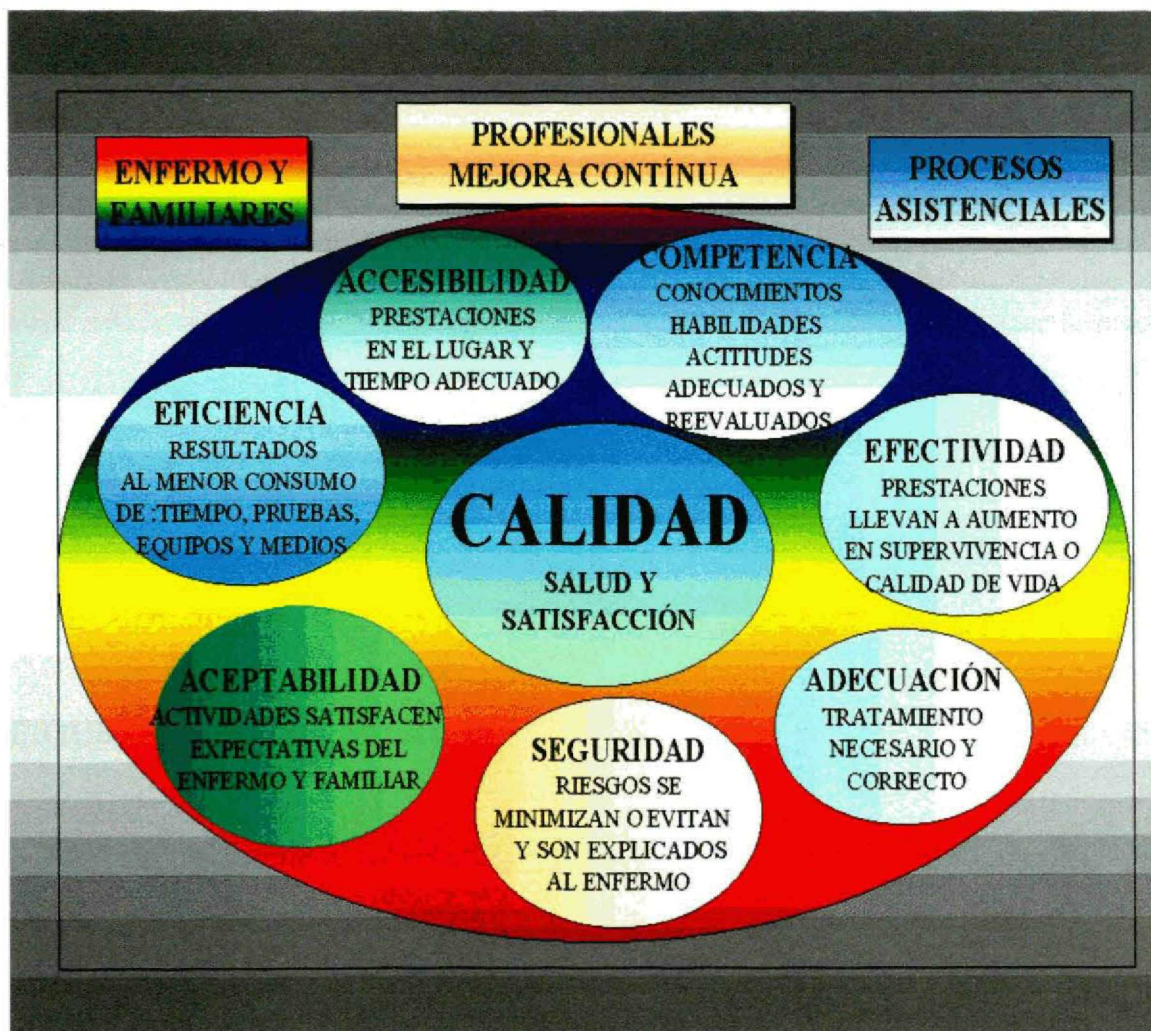 ENFERMO Y
FAMILIARES
PROFESIONALES
MEJORA CONTÍNUA
PROCESOS
ASISTENCIALES
ACCESIBILIDAD
PRESTACIONES
EN EL LUGAR Y
TIEMPO ADECUADO
COMPETENCIA
CONOCIMIENTOS
HABILIDADES
ACTITUDES
ADECUADOS Y
REEVALUADOS
EFICIENCIA
RESULTADOS
AL MENOR CONSUMO
DE :TIEMPO, PRUEBAS,
EQUIPOS Y MEDIOS
CALIDAD
SALUD Y
SATISFACCIÓN
EFECTIVIDAD
PRESTACIONES
LLEVAN A AUMENTO
EN SUPERVIVENCIA O
CALIDAD DE VIDA
ACEPTABILIDAD
ACTIVIDADES SATISFACEN
EXPECTATIVAS DEL
ENFERMO Y FAMILIAR
SEGURIDAD
RIESGOS SE
MINIMIZAN O EVITAN
Y SON EXPLICADOS
AL ENFERMO
ADECUACIÓN
TRATAMIENTO
NECESARIO Y
CORRECTO